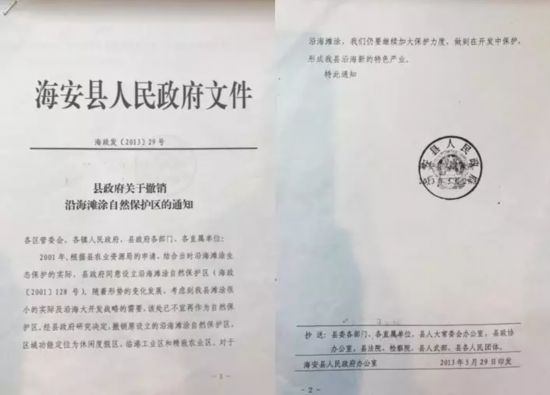 海安县人民政府文件
海政发〔2013〕29号
县政府关于撤销
沿海滩涂自然保护区的通知
各区管委会，各镇人民政府，县政府各部门、各直属单位：
2001年，根据县农业资源局的申请，结合当时沿海滩涂生
态保护的实际，县政府同意设立沿海滩涂自然保护区（海政
〔2001〕128号）。随着形势的变化发展，考虑到我县滩涂很
小的实际及沿海大开发战略的需要，该处已不宜再作为自然保
护区，经县政府研究决定，撤销原设立的沿海滩涂自然保护区，
区域功能定位为休闲度假区、临港工业区和精致农业区。对于
- 1 -
沿海滩涂，我们仍要继续加大保护力度，做到在开发中保护，
形成我县沿海新的特色产业。
特此通知
海安县人民政府
抄送：县委各部门、各直属单位，县人大常委会办公室，县政协
办公室，县法院、检察院，县人武部，县各人民团体。
海安县人民政府办公室 2013年5月29日印发
- 2 -